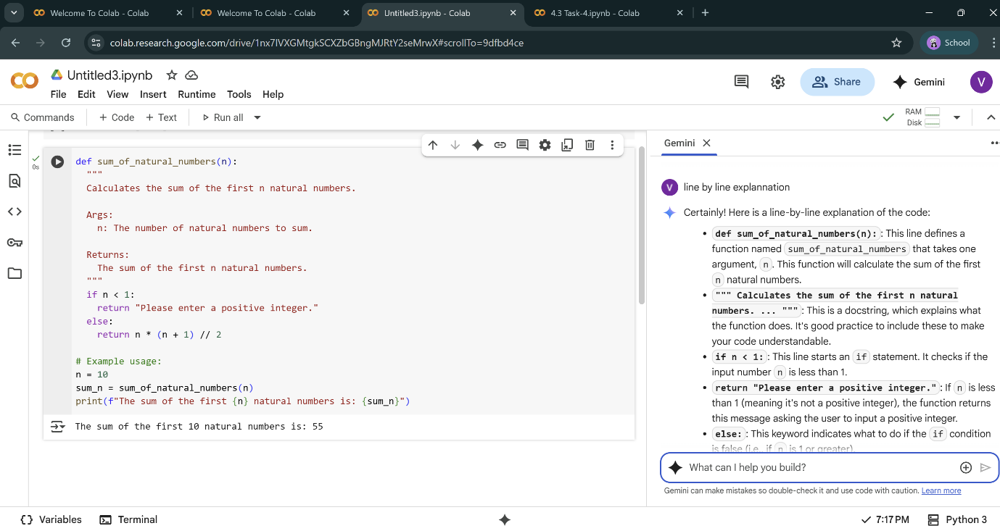 Welcome To Colab - Colab
Welcome To Colab - Colab
Untitled3.ipynb - Colab
4.3 Task-4.ipynb - Colab
colab.research.google.com/drive/1nx7lVXGMtgkSCXZbGBngMJRtY2seMrwX#scrollTo=9dfbd4ce
School
Untitled3.ipynb
Share
Gemini
V
File Edit View Insert Runtime Tools Help
Commands + Code + Text Run all
RAM
Disk
0s
def sum_of_natural_numbers(n):
"""
Calculates the sum of the first n natural numbers.
Args:
n: The number of natural numbers to sum.
Returns:
The sum of the first n natural numbers.
"""
if n < 1:
return "Please enter a positive integer."
else:
return n * (n + 1) // 2
# Example usage:
n = 10
sum_n = sum_of_natural_numbers(n)
print(f"The sum of the first {n} natural numbers is: {sum_n}")
The sum of the first 10 natural numbers is: 55
Gemini
V line by line explannation
Certainly! Here is a line-by-line explanation of the code:
• def sum_of_natural_numbers(n): : This line defines a
function named sum_of_natural_numbers that takes one
argument, n . This function will calculate the sum of the first
n natural numbers.
• """ Calculates the sum of the first n natural
numbers. ... """ : This is a docstring, which explains what
the function does. It's good practice to include these to make
your code understandable.
• if n < 1: : This line starts an if statement. It checks if the
input number n is less than 1.
• return "Please enter a positive integer." : If n is less
than 1 (meaning it's not a positive integer), the function returns
this message asking the user to input a positive integer.
• else: : This keyword indicates what to do if the if condition
is false (i.e., if n is 1 or greater).
What can I help you build?
Gemini can make mistakes so double-check it and use code with caution. Learn more
Variables Terminal
7:17 PM Python 3